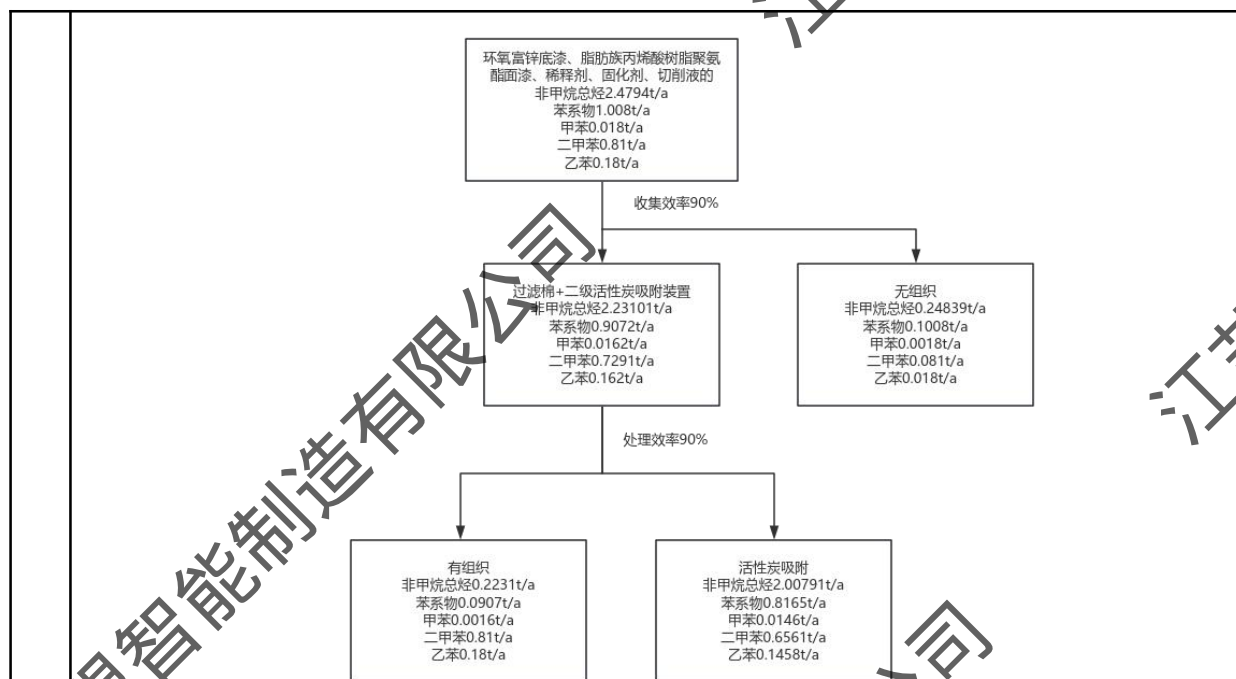 环氧富锌底漆、脂肪族丙烯酸树脂聚氨
酯面漆、稀释剂、固化剂、切削液的
非甲烷总烃2.4794t/a
苯系物1.008t/a
甲苯0.018t/a
二甲苯0.81t/a
乙苯0.18t/a
收集效率90%
过滤棉+二级活性炭吸附装置
非甲烷总烃2.23101t/a
苯系物0.9072t/a
甲苯0.0162t/a
二甲苯0.7291t/a
乙苯0.162t/a
无组织
非甲烷总烃0.24839t/a
苯系物0.1008t/a
甲苯0.0018t/a
二甲苯0.081t/a
乙苯0.018t/a
处理效率90%
有组织
非甲烷总烃0.2231t/a
苯系物0.0907t/a
甲苯0.0016t/a
二甲苯0.81t/a
乙苯0.18t/a
活性炭吸附
非甲烷总烃2.00791t/a
苯系物0.8165t/a
甲苯0.0146t/a
二甲苯0.6561t/a
乙苯0.1458t/a
智能制造有限公司
江
司